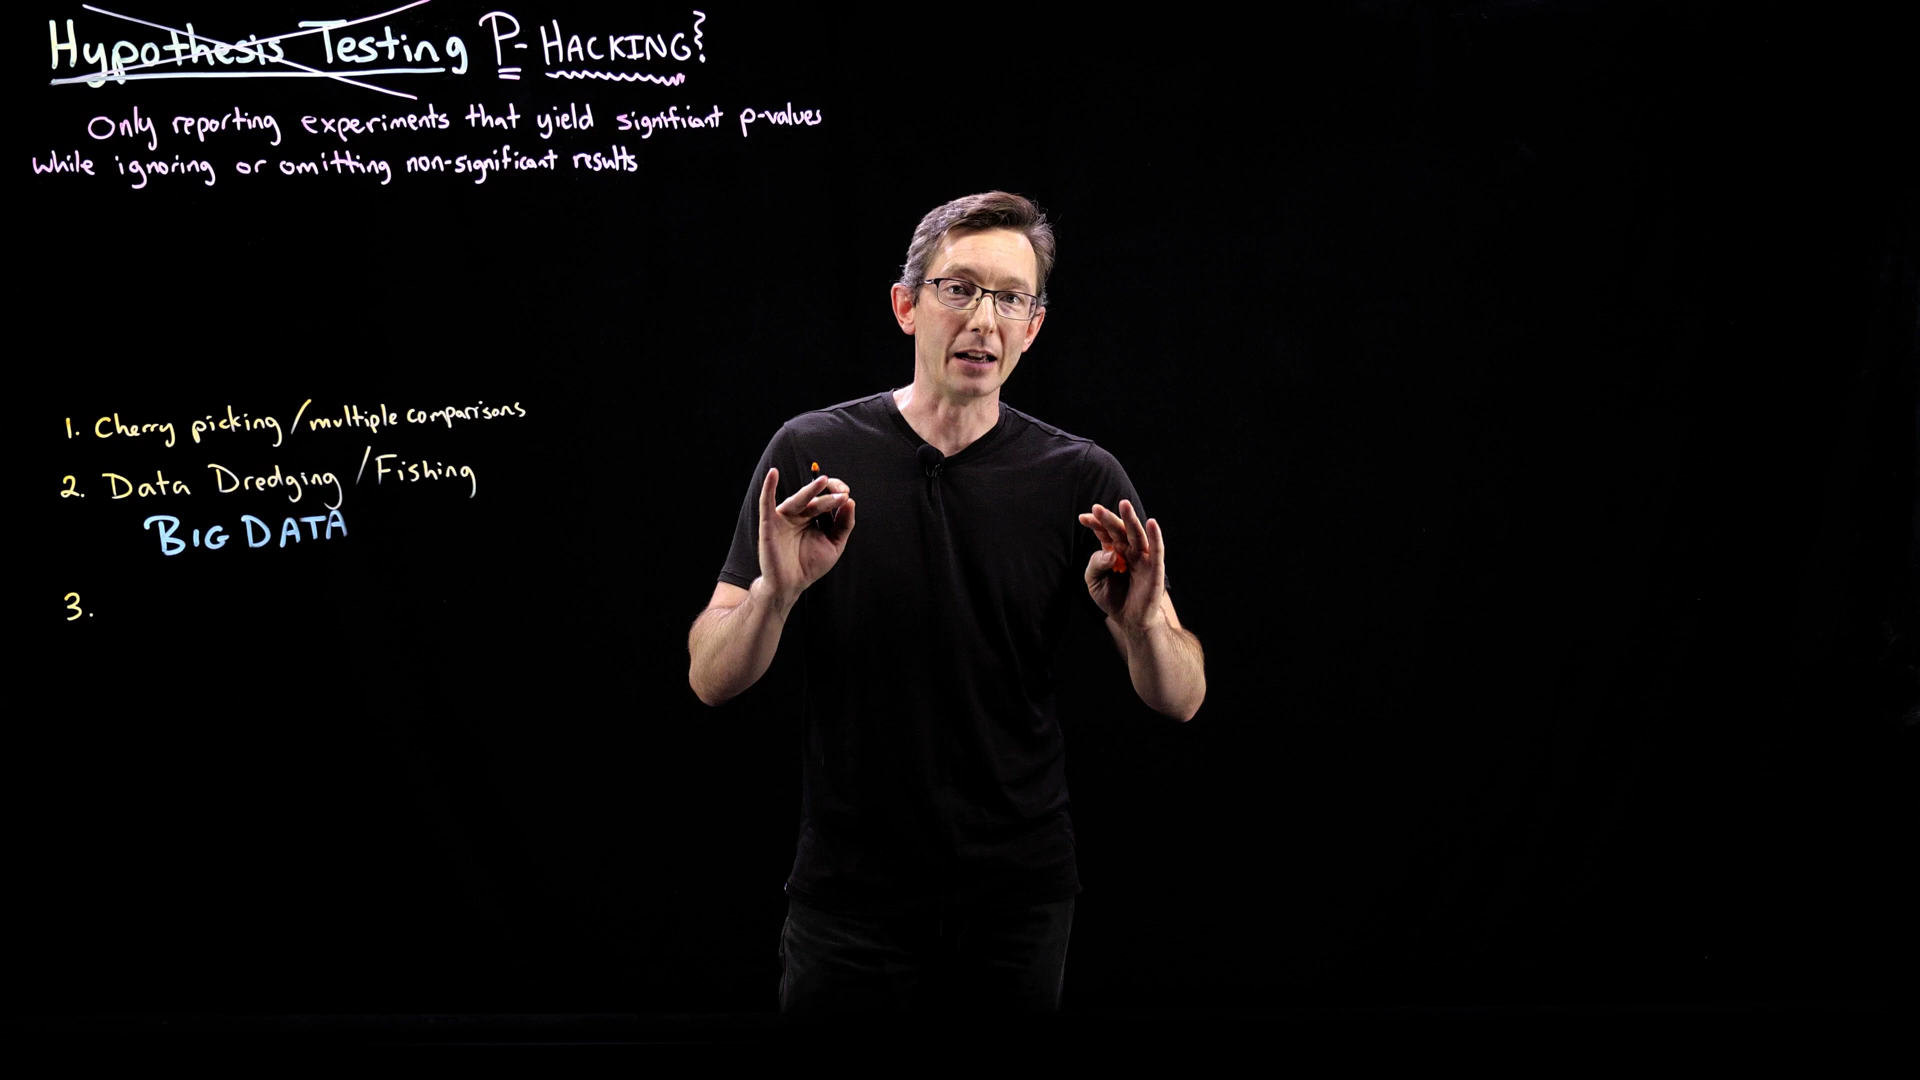 Hypothesis Testing P-HACKING
Only reporting experiments that yield significant p-values
while ignoring or omitting non-significant results
1. Cherry picking/multiple comparisons
2. Data Dredging/Fishing
BIG DATA
3.